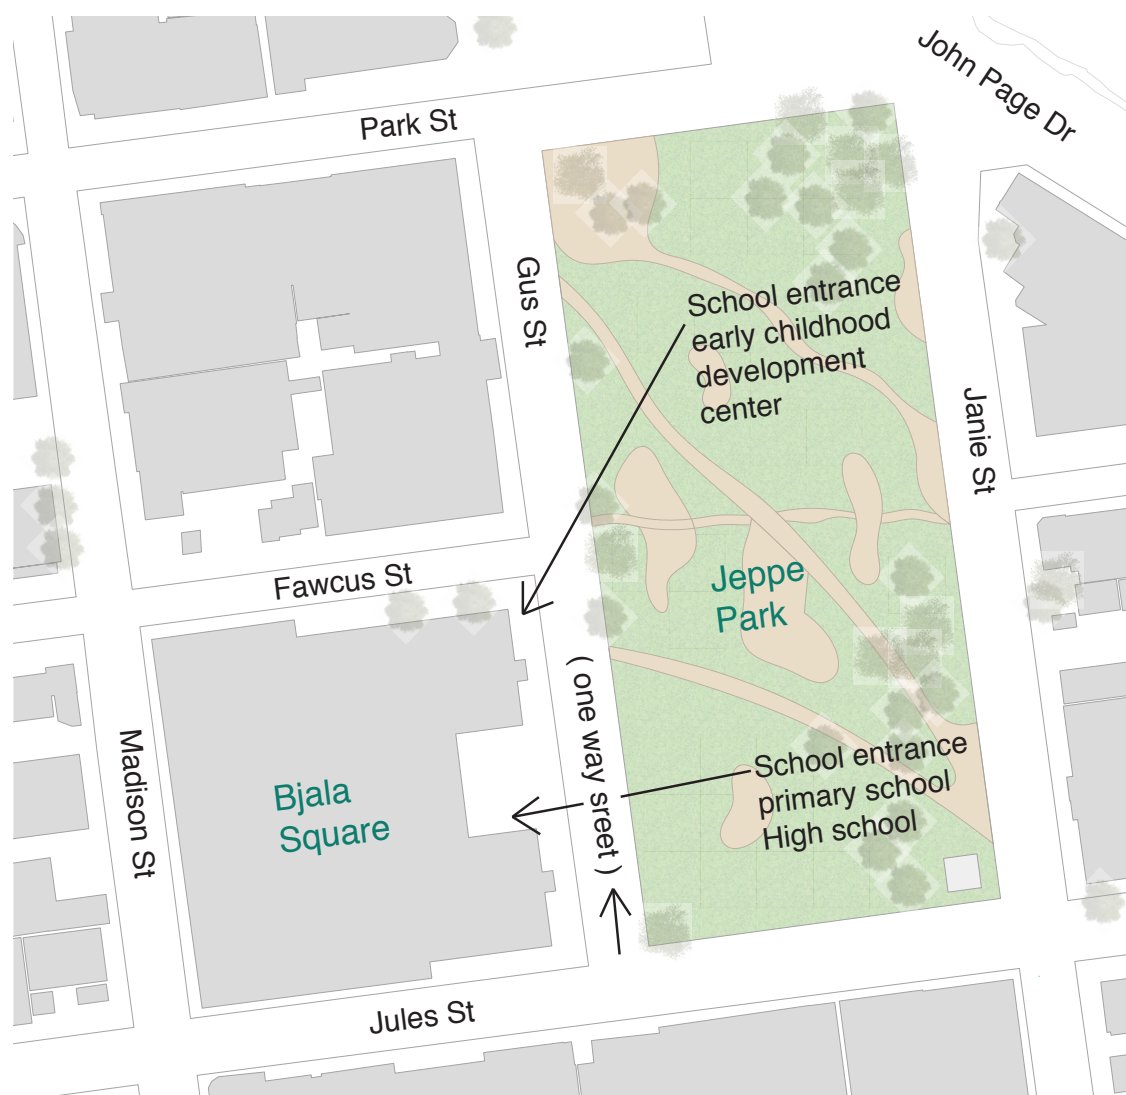 John Page Dr
Park St
Gus St
School entrance
early childhood
development
center
Janie St
Fawcus St
Jeppe
Park
( one way sreet )
Madison St
Bjala
Square
School entrance
primary school
High school
Jules St